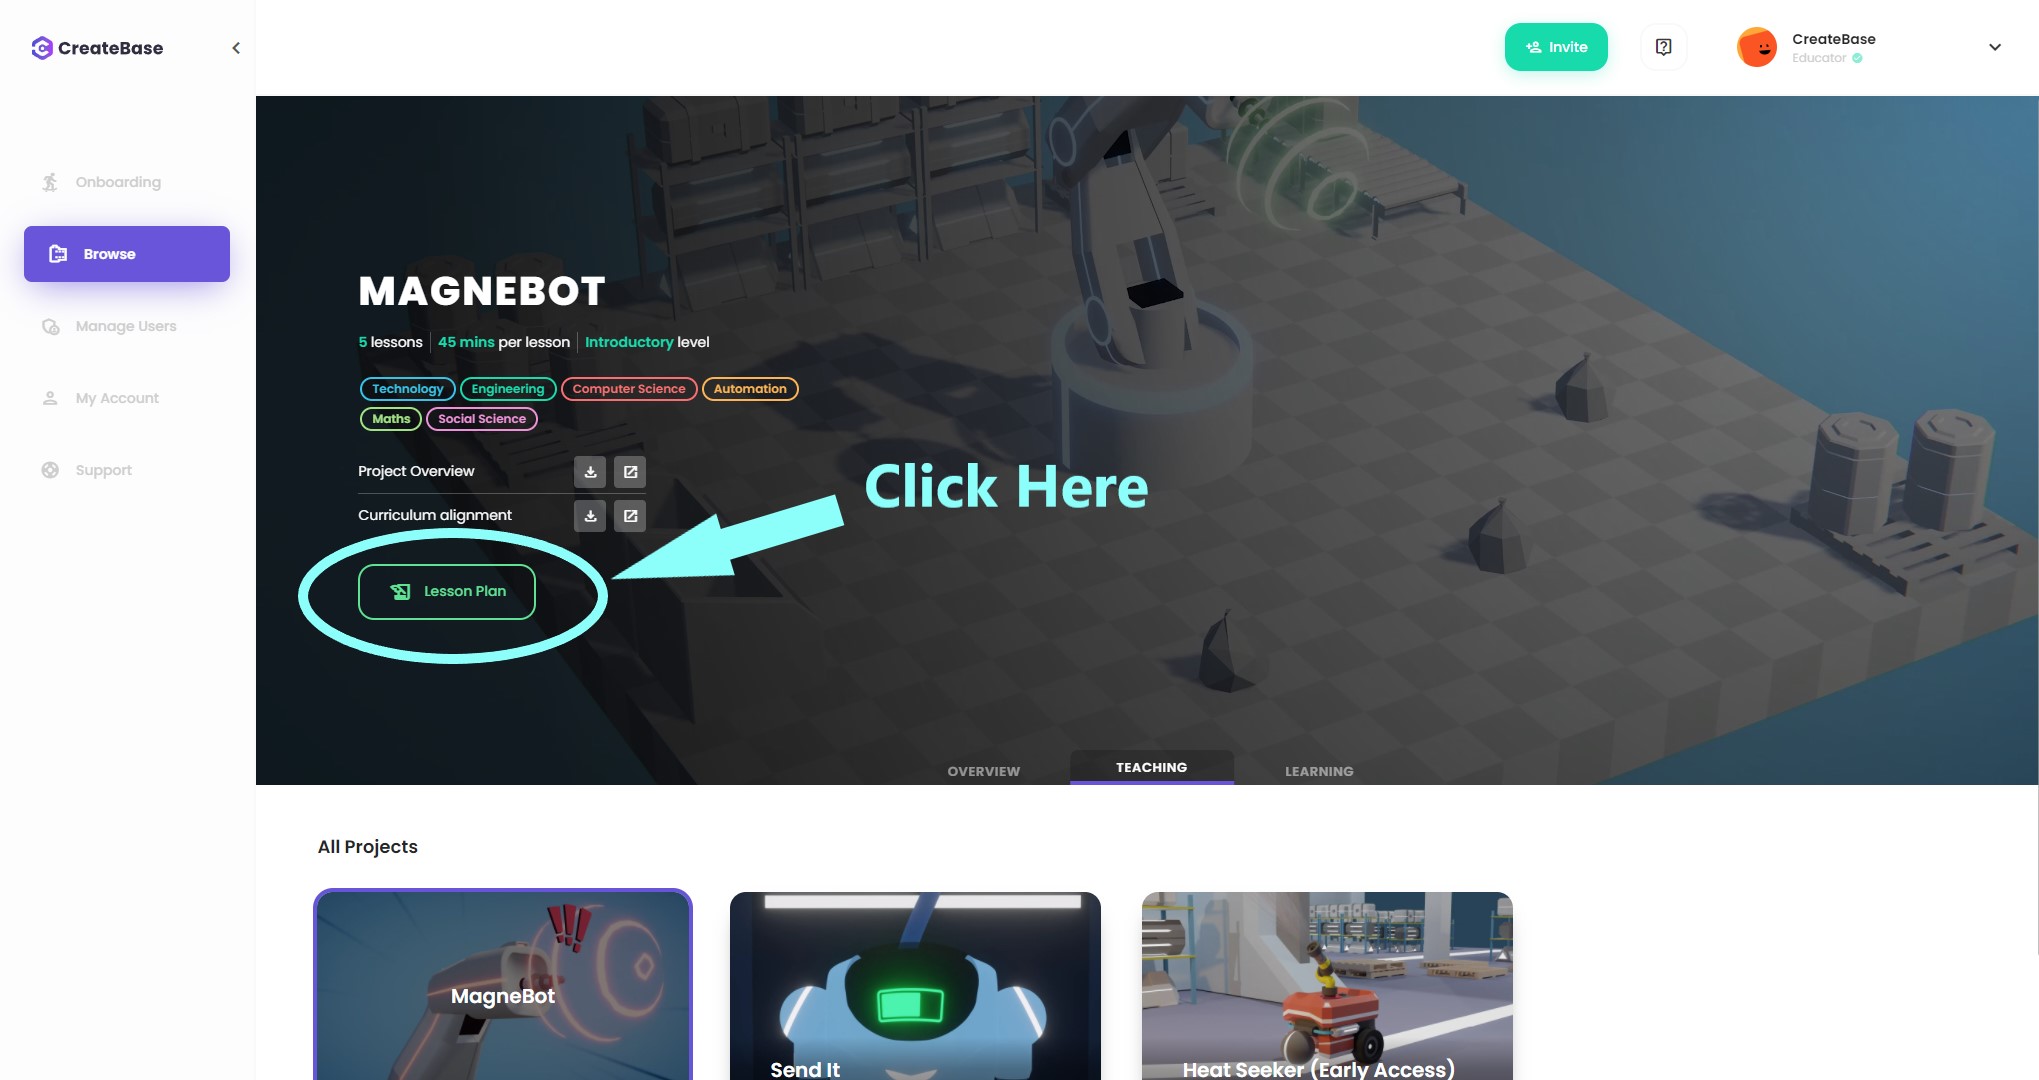 CreateBase
Invite
CreateBase
Educator
Onboarding
Browse
Manage Users
My Account
Support
MAGNEBOT
5 lessons 45 mins per lesson Introductory level
Technology Engineering Computer Science Automation
Maths Social Science
Project Overview
Curriculum alignment
Click Here
Lesson Plan
OVERVIEW TEACHING LEARNING
All Projects
!!!
MagneBot
Send It
Heat Seeker (Early Access)